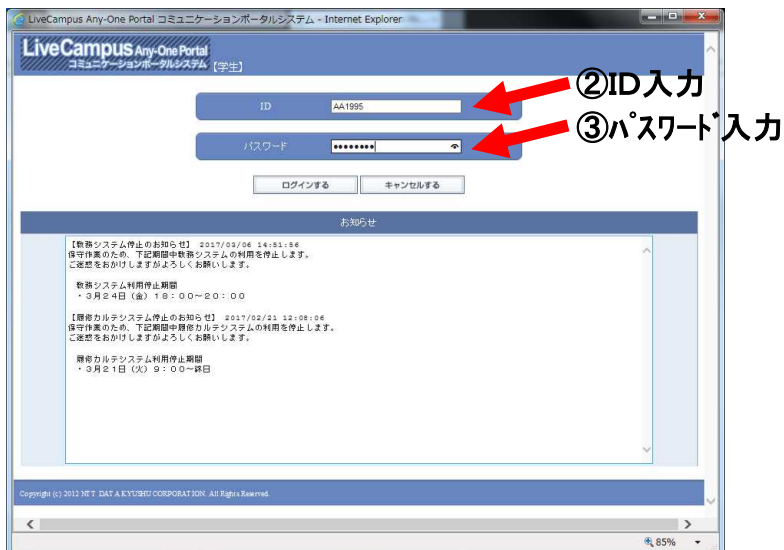 LiveCampus Any-One Portal コミュニケーションポータルシステム - Internet Explorer
LiveCampus Any-One Portal
コミュニケーションポータルシステム 【学生】
ID AA1995
②ID入力
パスワード ••••••••
③パスワード入力
ログインする キャンセルする
お知らせ
【教務システム停止のお知らせ】 2017/03/06 14:51:56
保守作業のため、下記期間中教務システムの利用を停止します。
ご迷惑をおかけしますがよろしくお願いします。
教務システム利用停止期間
・3月24日（金）18：00～20：00
【履修カルテシステム停止のお知らせ】 2017/02/21 12:08:06
保守作業のため、下記期間中履修カルテシステムの利用を停止します。
ご迷惑をおかけしますがよろしくお願いします。
履修カルテシステム利用停止期間
・3月21日（火）9：00～終日
Copyright (c) 2012 NTT DATA KYUSHU CORPORATION. All Rights Reserved.
85%